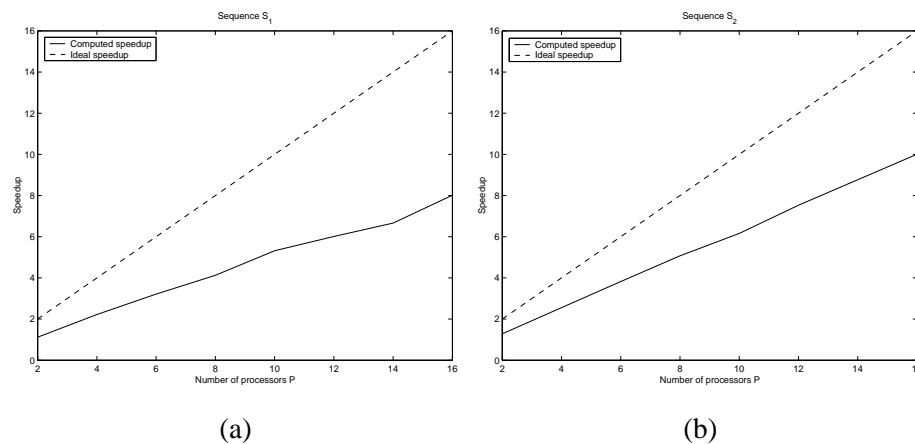 Sequence S1
16
14
12
10
8
6
4
2
Speedup
Computed speedup
Ideal speedup
2 4 6 8 10 12 14 16
Number of processors P
(a)
Sequence S2
16
14
12
10
8
6
4
2
Speedup
Computed speedup
Ideal speedup
2 4 6 8 10 12 14 1
Number of processors P
(b)